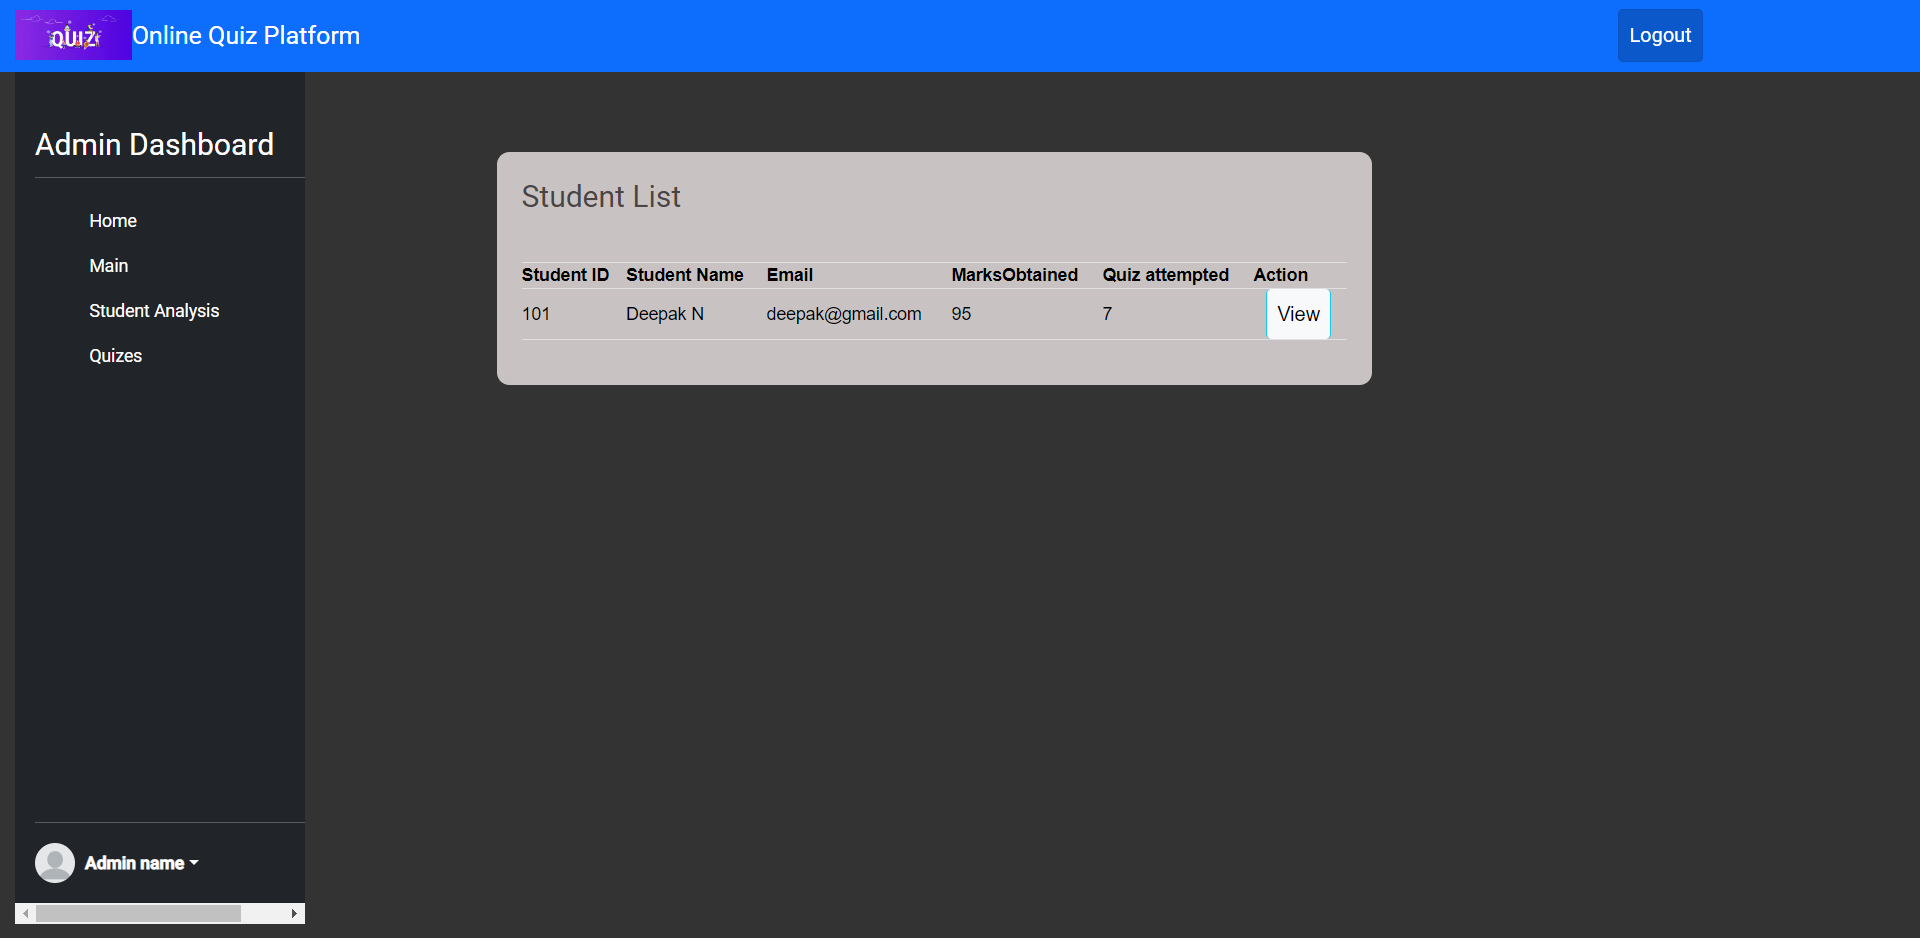 QUIZ
Online Quiz Platform
Logout
Admin Dashboard
Home
Main
Student Analysis
Quizes
Student List
Student ID Student Name Email MarksObtained Quiz attempted Action
101 Deepak N deepak@gmail.com 95 7 View
Admin name